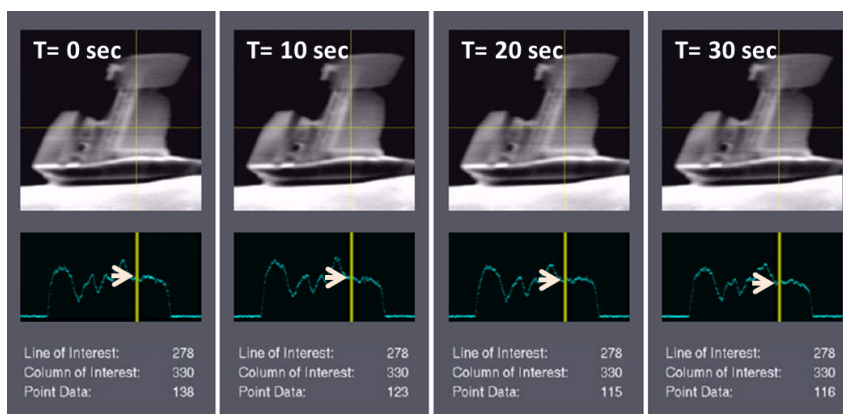 T= 0 sec
T= 10 sec
T= 20 sec
T= 30 sec
Line of Interest: 278
Column of Interest: 330
Point Data: 138
Line of Interest: 278
Column of Interest: 330
Point Data: 123
Line of Interest: 278
Column of Interest: 330
Point Data: 115
Line of Interest: 278
Column of Interest: 330
Point Data: 116